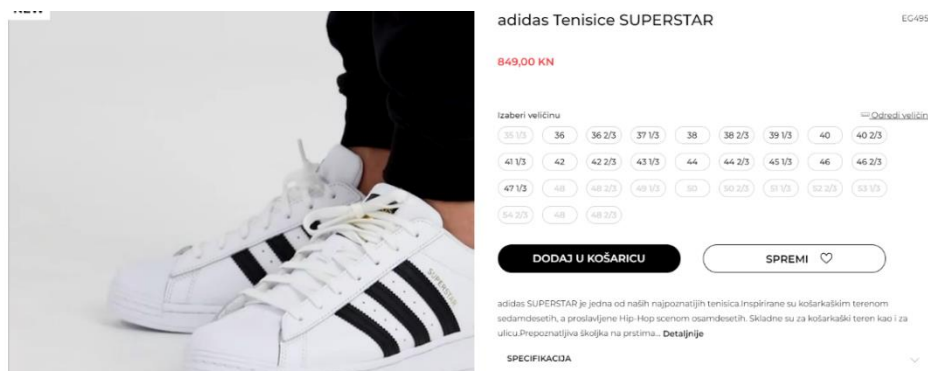 NEW
adidas Tenisice SUPERSTAR
EG495
849,00 KN
Izaberi veličinu
Odredi veličin
35 1/3 36 36 2/3 37 1/3 38 38 2/3 39 1/3 40 40 2/3
41 1/3 42 42 2/3 43 1/3 44 44 2/3 45 1/3 46 46 2/3
47 1/3 48 48 2/3 49 1/3 50 50 2/3 51 1/3 52 2/3 53 1/3
54 2/3 48 48 2/3
DODAJ U KOŠARICU
SPREMI
adidas SUPERSTAR je jedna od naših najpoznatijih tenisica.Inspirirane su košarkaškim terenom
sedamdesetih, a proslavljene Hip-Hop scenom osamdesetih. Skladne su za košarkaški teren kao i za
ulicu.Prepoznatljiva školjka na prstima... Detaljnije
SPECIFIKACIJA
SUPERSTAR